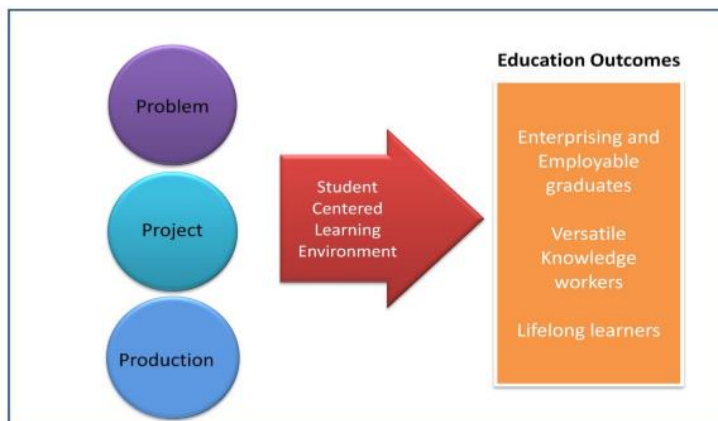 Problem
Project
Production
Student
Centered
Learning
Environment
Education Outcomes
Enterprising and
Employable
graduates
Versatile
Knowledge
workers
Lifelong learners